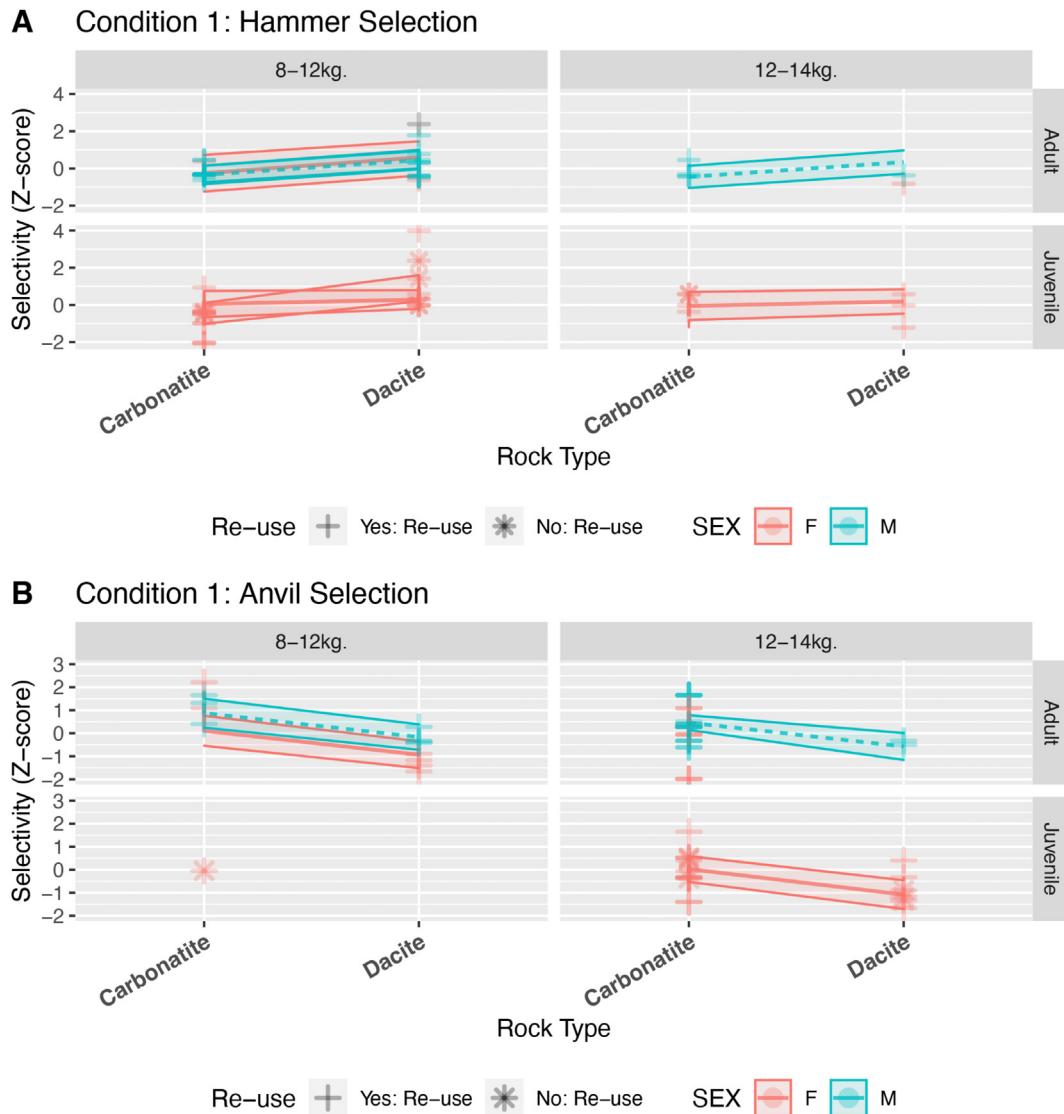 A Condition 1: Hammer Selection
8−12kg.
12−14kg.
Selectivity (Z−score)
4
2
0
−2
Adult
4
2
0
−2
Juvenile
Carbonatite
Dacite
Carbonatite
Dacite
Rock Type
Re−use Yes: Re−use No: Re−use SEX F M
B Condition 1: Anvil Selection
8−12kg.
12−14kg.
Selectivity (Z−score)
3
2
1
0
−1
−2
Adult
3
2
1
0
−1
−2
Juvenile
Carbonatite
Dacite
Carbonatite
Dacite
Rock Type
Re−use Yes: Re−use No: Re−use SEX F M